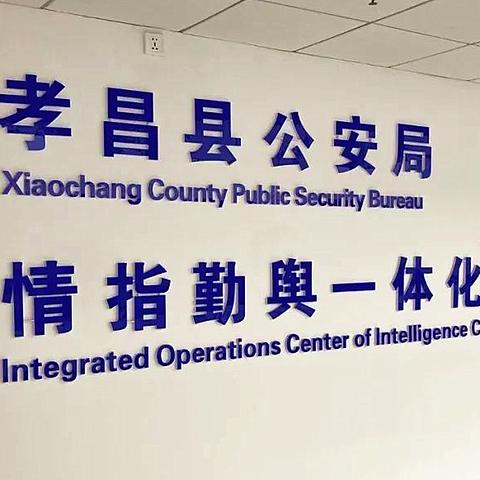 孝昌县公安局
Xiaochang County Public Security Bureau
情指勤舆一体化
Integrated Operations Center of Intelligence C